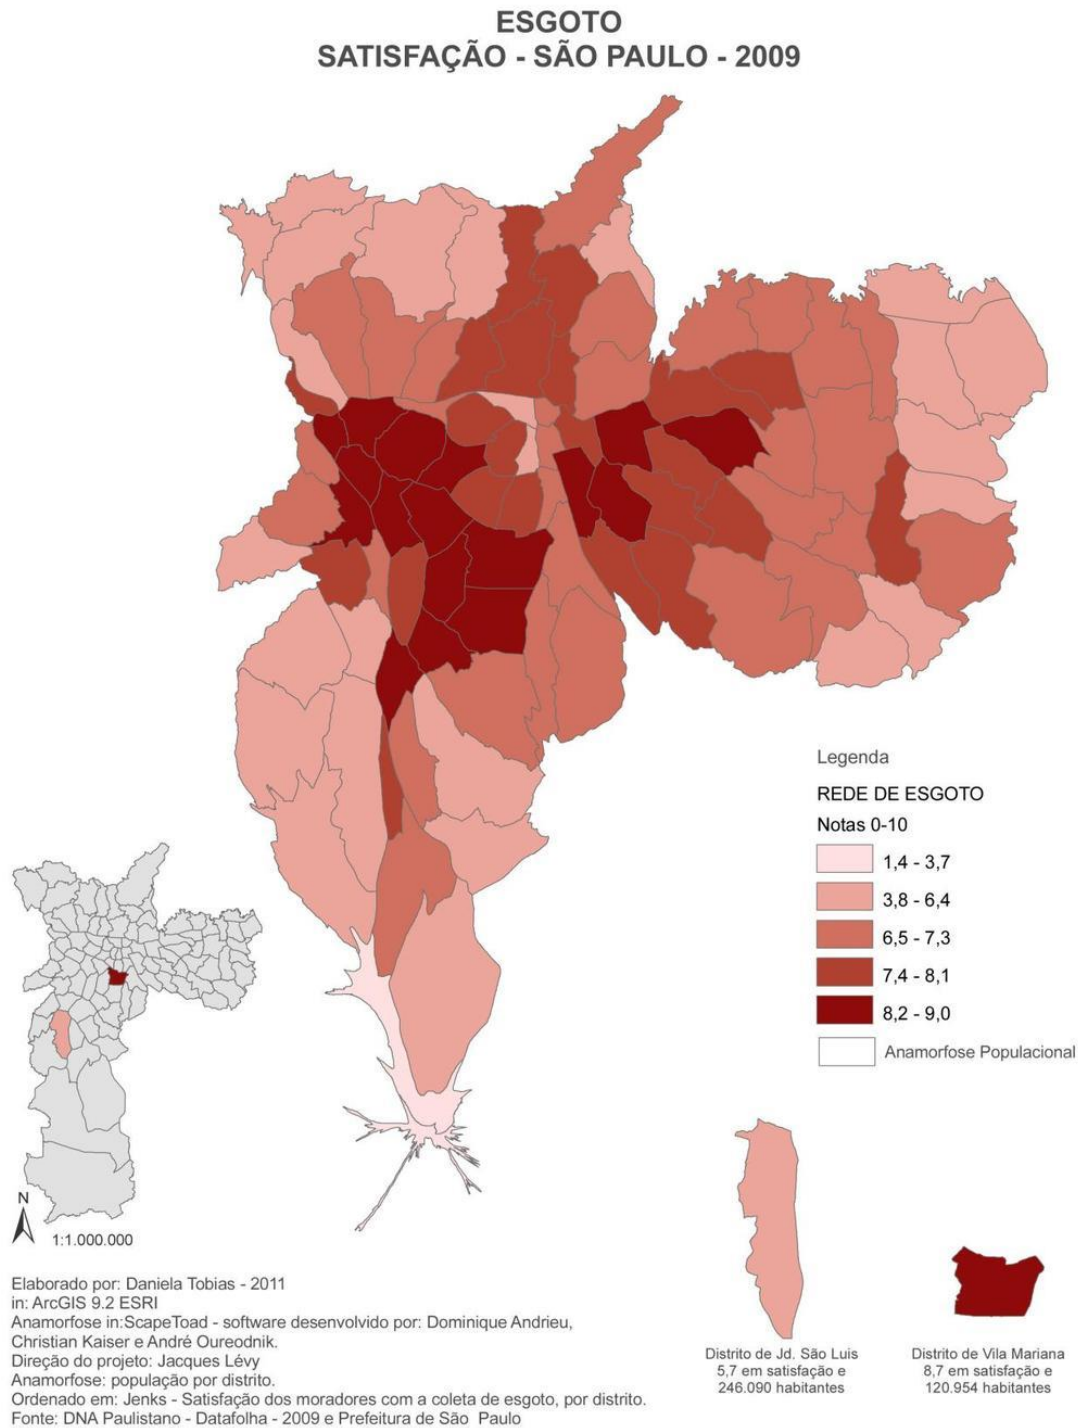 ESGOTO
SATISFAÇÃO - SÃO PAULO - 2009
Legenda
REDE DE ESGOTO
Notas 0-10
1,4 - 3,7
3,8 - 6,4
6,5 - 7,3
7,4 - 8,1
8,2 - 9,0
Anamorfose Populacional
N
1:1.000.000
Elaborado por: Daniela Tobias - 2011
in: ArcGIS 9.2 ESRI
Anamorfose in:ScapeToad - software desenvolvido por: Dominique Andrieu,
Christian Kaiser e André Oureodnik.
Direção do projeto: Jacques Lévy
Anamorfose: população por distrito.
Ordenado em: Jenks - Satisfação dos moradores com a coleta de esgoto, por distrito.
Fonte: DNA Paulistano - Datafolha - 2009 e Prefeitura de São Paulo
Distrito de Jd. São Luis
5,7 em satisfação e
246.090 habitantes
Distrito de Vila Mariana
8,7 em satisfação e
120.954 habitantes